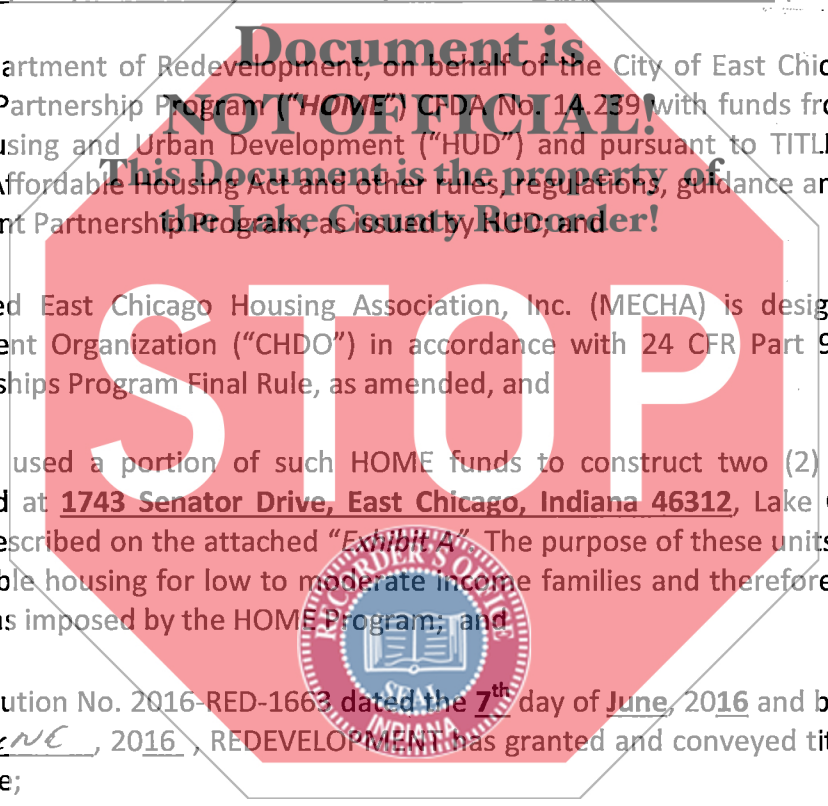 Document is
artment of Redevelopment, on behalf of the City of East Chic
NOT OFFICIAL!
Partnership Program ("HOME") CFDA No. 14.239 with funds fro
using and Urban Development ("HUD") and pursuant to TITL
This Document is the property of
Affordable Housing Act and other rules, regulations, guidance an
the Lake County Recorder!
nt Partnership Program, as issued by HUD; and
ed East Chicago Housing Association, Inc. (MECHA) is desig
ent Organization ("CHDO") in accordance with 24 CFR Part 9
ships Program Final Rule, as amended, and
STOP
used a portion of such HOME funds to construct two (2)
d at 1743 Senator Drive, East Chicago, Indiana 46312, Lake
escribed on the attached "Exhibit A". The purpose of these units
ble housing for low to moderate income families and therefore
as imposed by the HOME Program; and
RECORDER'S OFFICE
SEAL
INDIANA
ution No. 2016-RED-1663 dated the 7th day of June, 2016 and b
NE, 2016, REDEVELOPMENT has granted and conveyed tit
e;